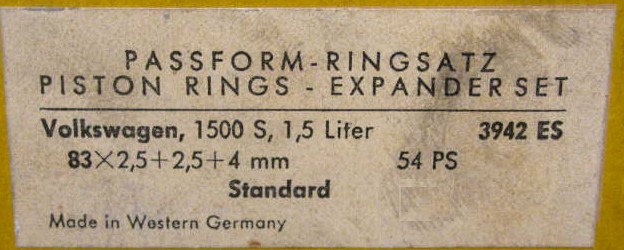 PASSFORM-RINGSATZ
PISTON RINGS - EXPANDER SET
Volkswagen, 1500 S, 1,5 Liter 3942 ES
83×2,5+2,5+4 mm 54 PS
Standard
Made in Western Germany